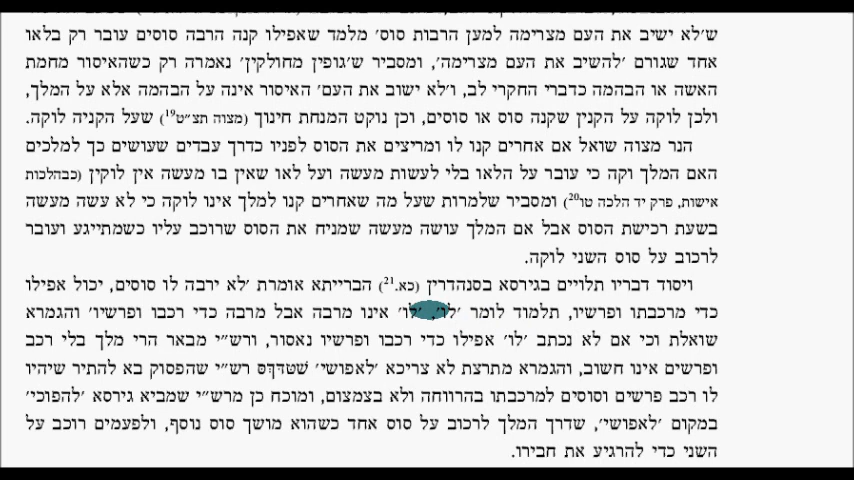 ש'לא ישיב את העם מצרימה למען הרבות סוס' מלמד שאפילו קנה הרבה סוסים עובר רק בלאו
אחד שגורם 'להשיב את העם מצרימה', ומסביר ש'גופין מחולקין' נאמרה רק כשהאיסור מחמת
האשה או הבהמה כדברי החקרי לב, ו'לא ישוב את העם' האיסור אינה על הבהמה אלא על המלך,
ולכן לוקה על הקנין שקנה סוס או סוסים, וכן נוקט המנחת חינוך (מצוה תצ״ט19) שעל הקניה לוקה.
הנר מצוה שואל אם אחרים קנו לו ומריצים את הסוס לפניו כדרך עבדים שעושים כך למלכים
האם המלך וקה כי עובר על הלאו בלי לעשות מעשה ועל לאו שאין בו מעשה אין לוקין (כבהלכות
אישות, פרק יד הלכה טו20) ומסביר שלמרות שעל מה שאחרים קנו למלך אינו לוקה כי לא עשה מעשה
בשעת רכישת הסוס אבל אם המלך עושה מעשה שמניח את הסוס שרוכב עליו כשמתייגע ועובר
לרכוב על סוס השני לוקה.
ויסוד דבריו תלויים בגירסא בסנהדרין (כא.21) הברייתא אומרת 'לא ירבה לו סוסים, יכול אפילו
כדי מרכבתו ופרשיו, תלמוד לומר 'לו', 'לו' אינו מרבה אבל מרבה כדי רכבו ופרשיו' והגמרא
שואלת וכי אם לא נכתב 'לו' אפילו כדי רכבו ופרשיו נאסור, ורש״י מבאר הרי מלך בלי רכב
ופרשים אינו חשוב, והגמרא מתרצת לא צריכא 'לאפושי' רש״י שהפסוק בא להתיר שיהיו
לו רכב פרשים וסוסים למרכבתו בהרווחה ולא בצמצום, ומוכח כן מרש״י שמביא גירסא 'להפוכי'
במקום 'לאפושי', שדרך המלך לרכוב על סוס אחד כשהוא מושך סוס נוסף, ולפעמים רוכב על
השני כדי להרגיע את חבירו.